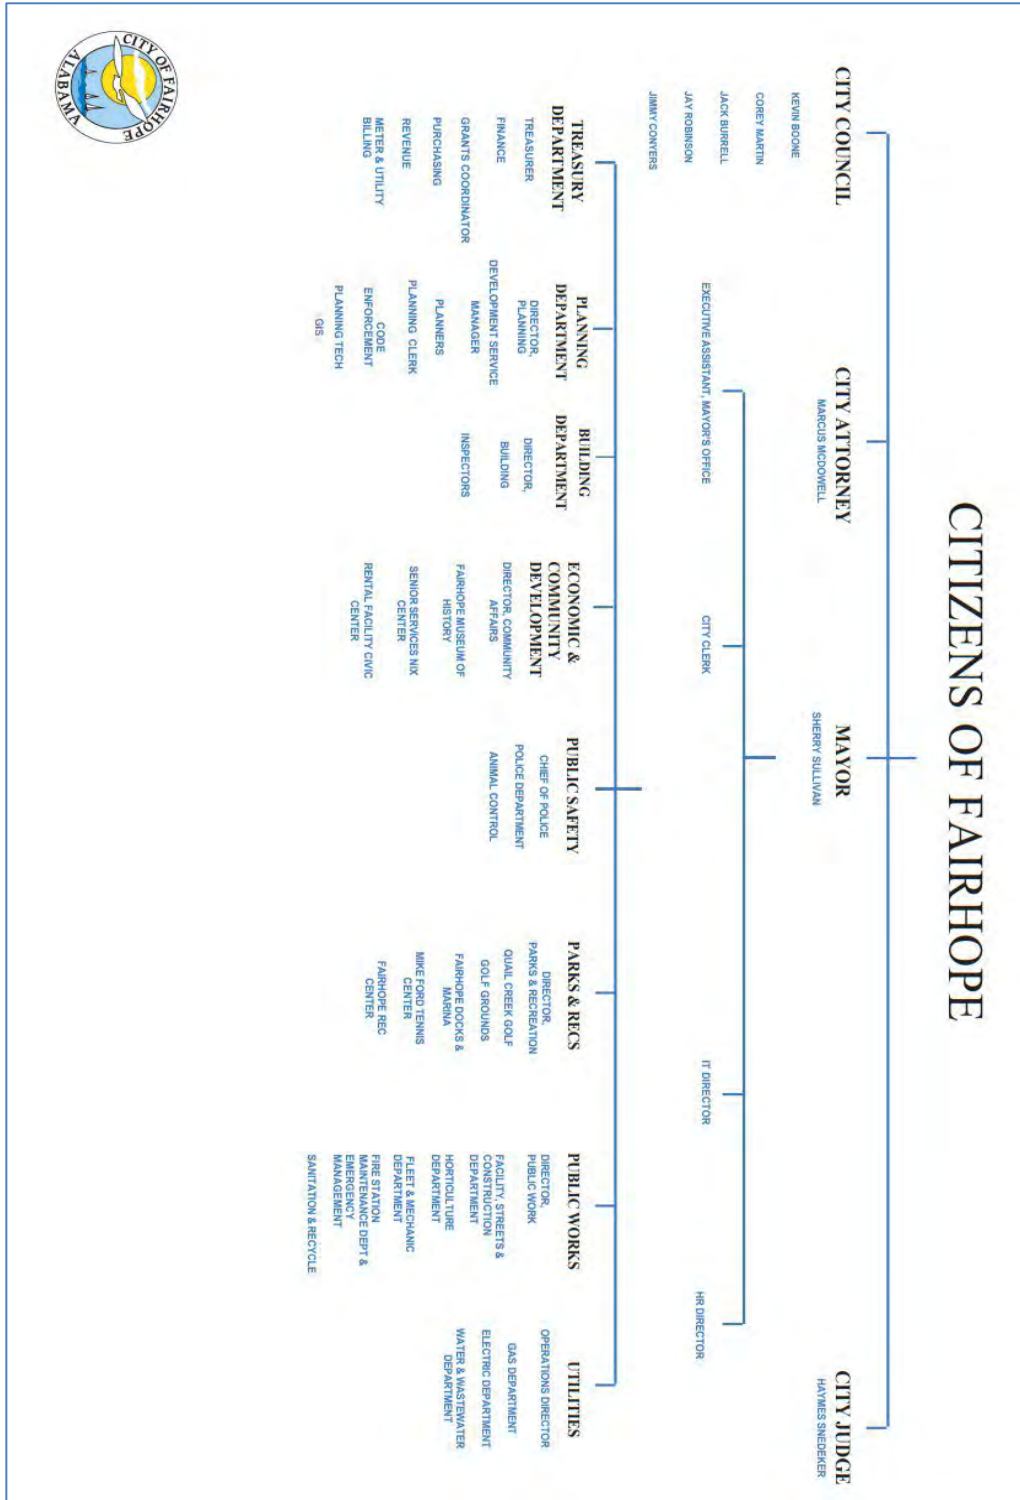 CITIZENS OF FAIRHOPE
CITY COUNCIL
KEVIN BOONE
COREY MARTIN
JACK BURRELL
JAY ROBINSON
JIMMY CONYERS
CITY ATTORNEY
MARCUS MCDOWELL
MAYOR
SHERRY SULLIVAN
CITY JUDGE
HAYMES SNEDEKER
EXECUTIVE ASSISTANT, MAYOR'S OFFICE
CITY CLERK
IT DIRECTOR
HR DIRECTOR
TREASURY
DEPARTMENT
TREASURER
FINANCE
GRANTS COORDINATOR
PURCHASING
REVENUE
METER & UTILITY
BILLING
PLANNING
DEPARTMENT
DIRECTOR,
PLANNING
DEVELOPMENT SERVICE
MANAGER
PLANNERS
PLANNING CLERK
CODE
ENFORCEMENT
PLANNING TECH
GIS
BUILDING
DEPARTMENT
DIRECTOR,
BUILDING
INSPECTORS
ECONOMIC &
COMMUNITY
DEVELOPMENT
DIRECTOR, COMMUNITY
AFFAIRS
FAIRHOPE MUSEUM OF
HISTORY
SENIOR SERVICES NIX
CENTER
RENTAL FACILITY CIVIC
CENTER
PUBLIC SAFETY
CHIEF OF POLICE
POLICE DEPARTMENT
ANIMAL CONTROL
PARKS & RECS
DIRECTOR,
PARKS & RECREATION
QUAIL CREEK GOLF
GOLF GROUNDS
FAIRHOPE DOCKS &
MARINA
MIKE FORD TENNIS
CENTER
FAIRHOPE REC
CENTER
PUBLIC WORKS
DIRECTOR,
PUBLIC WORK
FACILITY, STREETS &
CONSTRUCTION
DEPARTMENT
HORTICULTURE
DEPARTMENT
FLEET & MECHANIC
DEPARTMENT
FIRE STATION
MAINTENANCE DEPT &
EMERGENCY
MANAGEMENT
SANITATION & RECYCLE
UTILITIES
OPERATIONS DIRECTOR
GAS DEPARTMENT
ELECTRIC DEPARTMENT
WATER & WASTEWATER
DEPARTMENT
CITY OF FAIRHOPE
ALABAMA